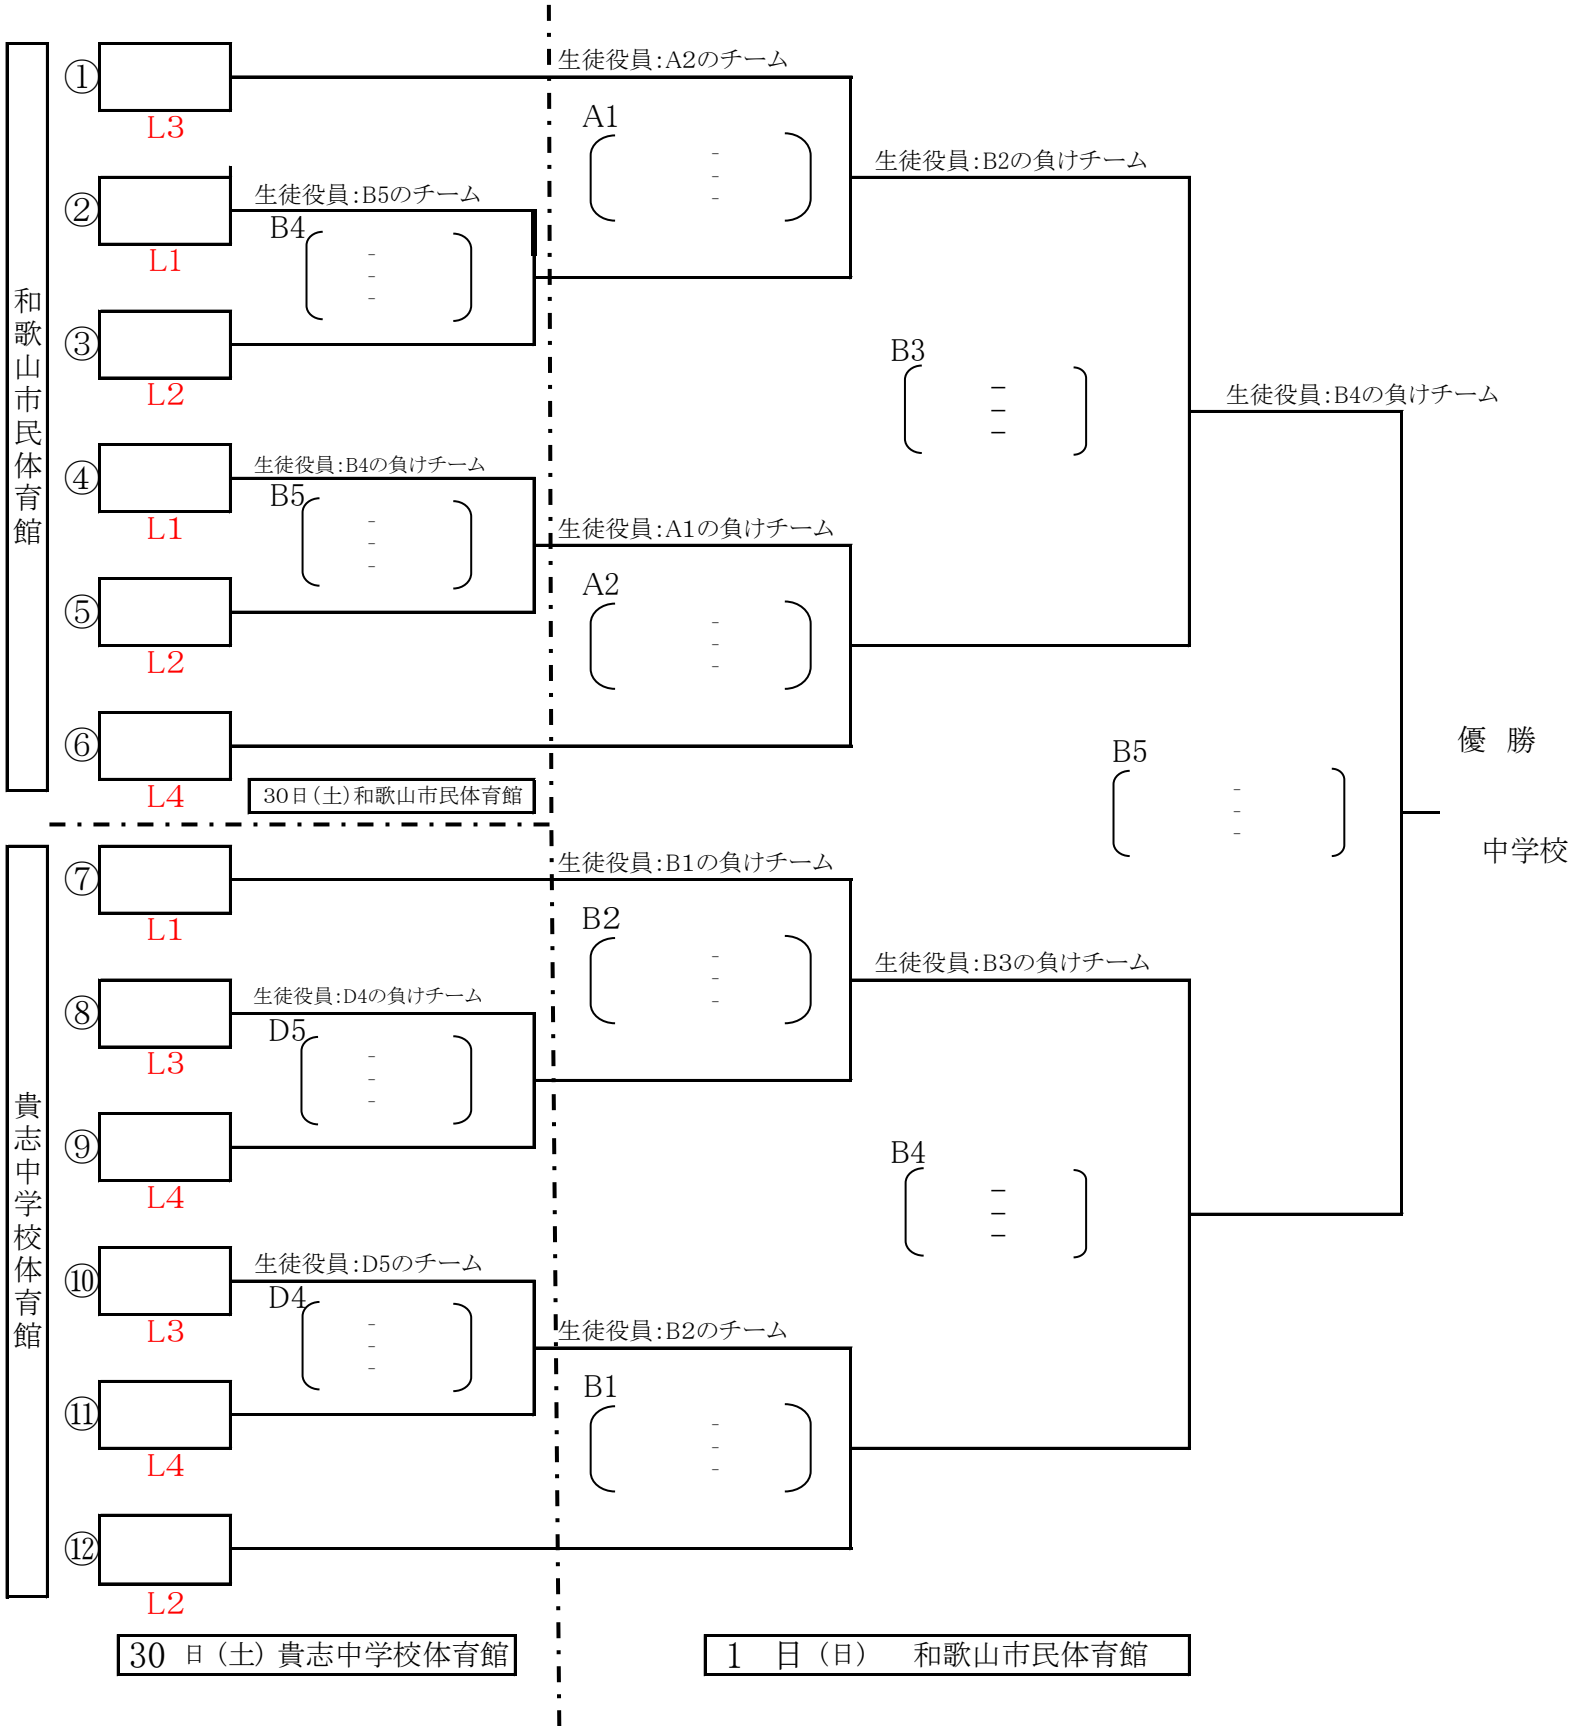 和歌山市民体育館
①
L3
生徒役員:A2のチーム
A1
-
-
-
生徒役員:B2の負けチーム
②
L1
生徒役員:B5のチーム
B4
-
-
-
③
L2
B3
-
-
-
生徒役員:B4の負けチーム
④
L1
生徒役員:B4の負けチーム
B5
-
-
-
生徒役員:A1の負けチーム
⑤
L2
A2
-
-
-
⑥
L4
30日(土)和歌山市民体育館
B5
-
-
-
優 勝
中学校
貴志中学校体育館
⑦
L1
生徒役員:B1の負けチーム
B2
-
-
-
生徒役員:B3の負けチーム
⑧
L3
生徒役員:D4の負けチーム
D5
-
-
-
⑨
L4
B4
-
-
-
⑩
L3
生徒役員:D5のチーム
D4
-
-
-
生徒役員:B2のチーム
⑪
L4
B1
-
-
-
⑫
L2
30 日(土)貴志中学校体育館
1 日(日) 和歌山市民体育館